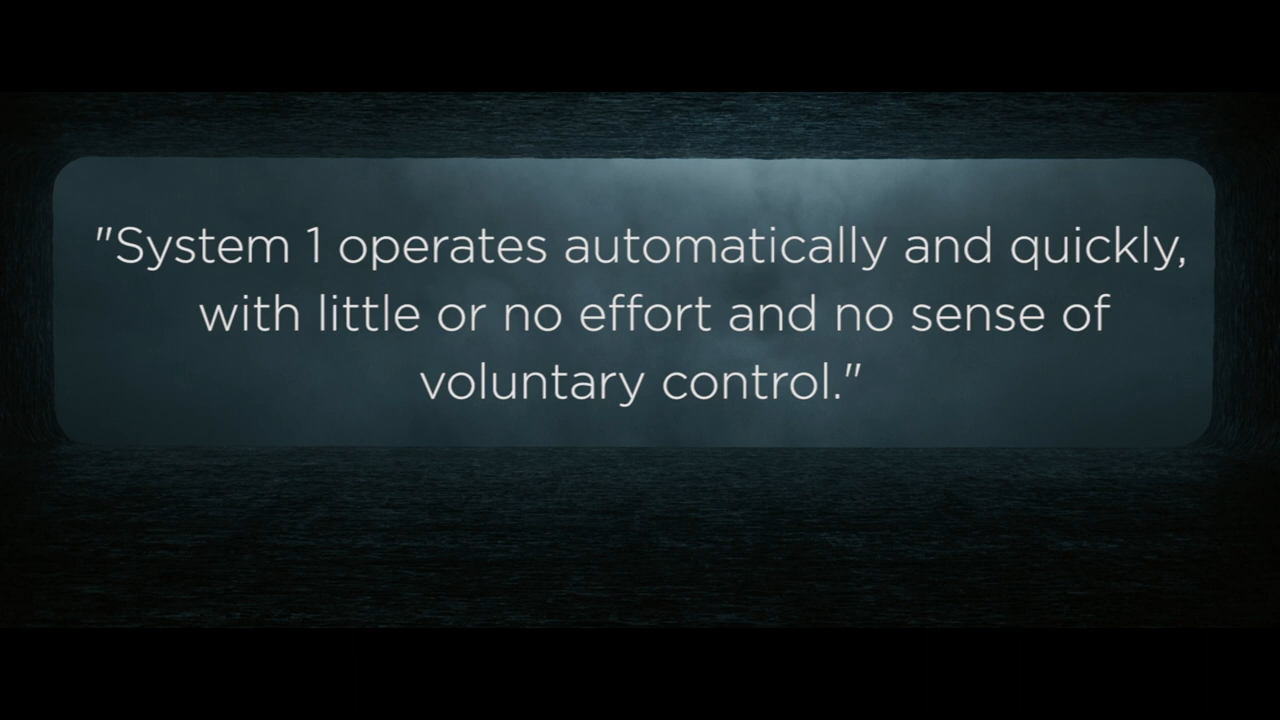 "System 1 operates automatically and quickly,
with little or no effort and no sense of
voluntary control."